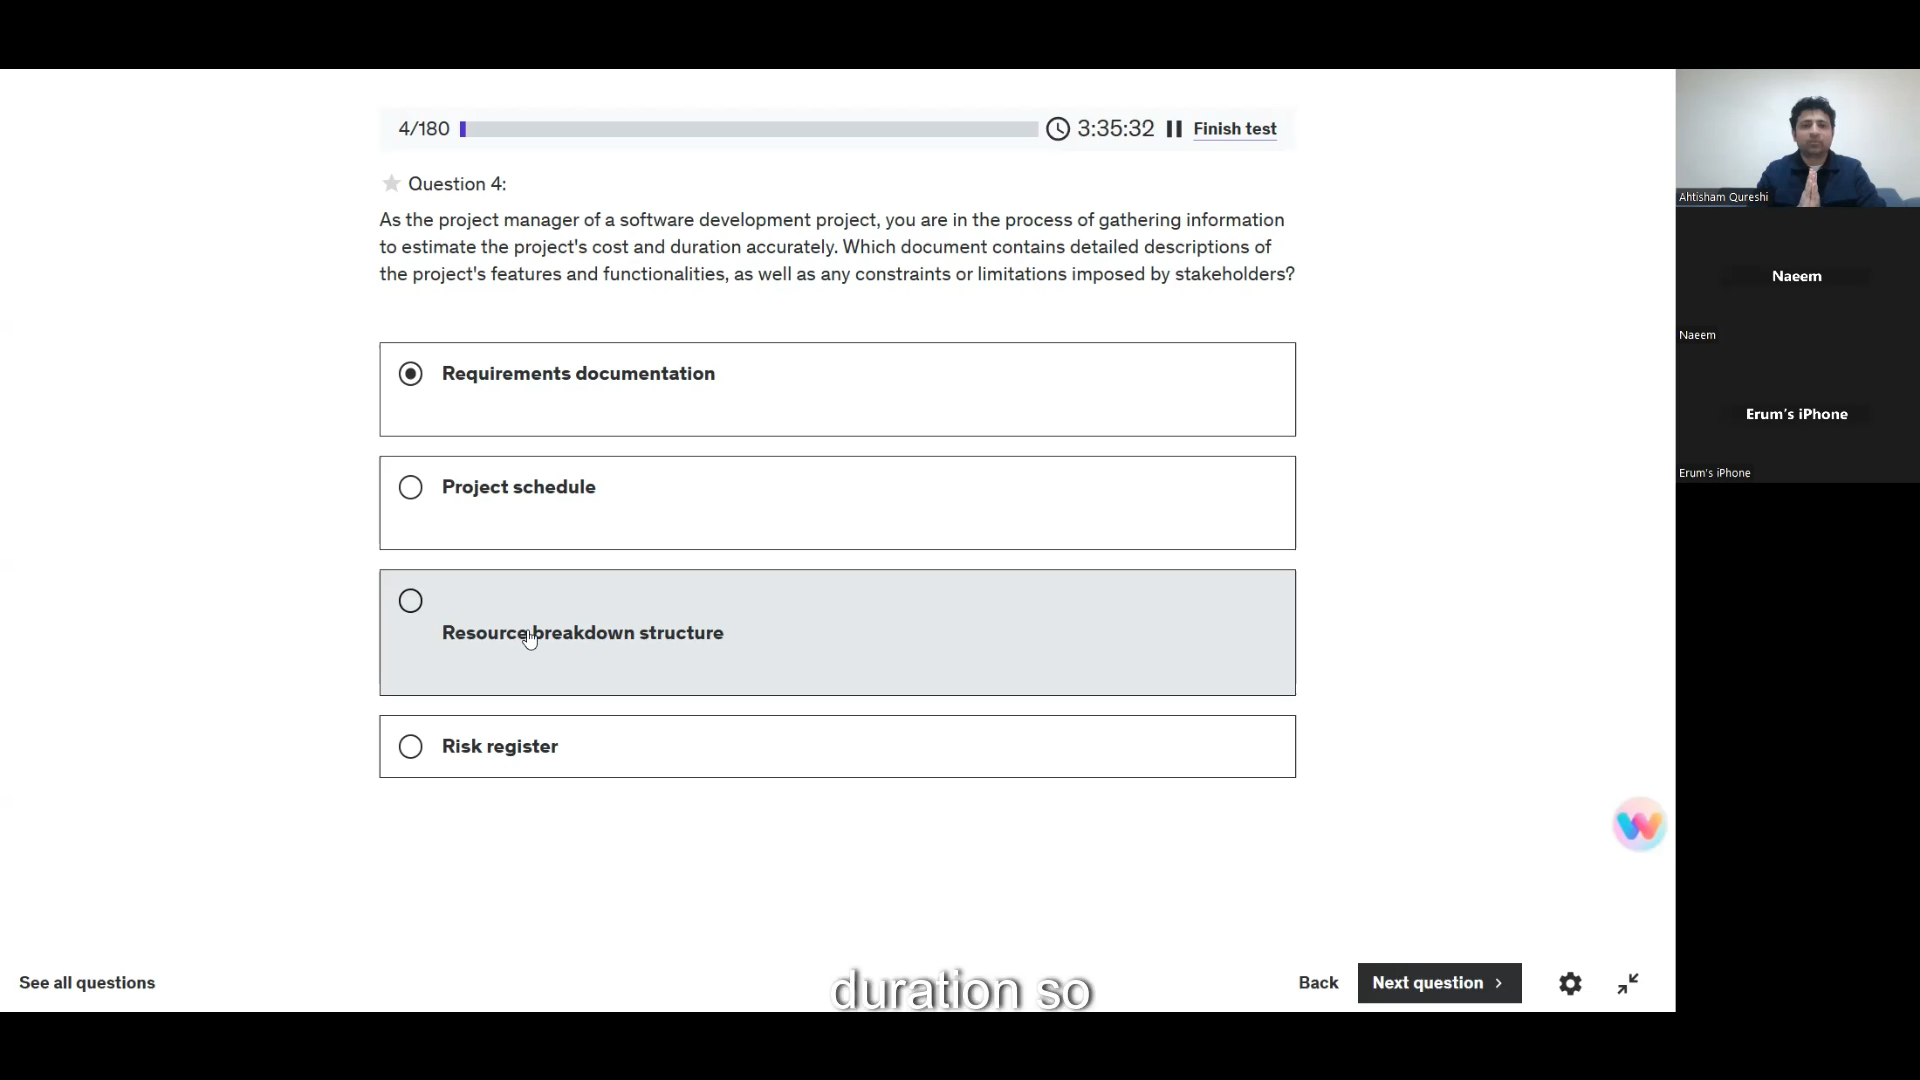 4/180
3:35:32
Finish test
Question 4:
As the project manager of a software development project, you are in the process of gathering information
to estimate the project's cost and duration accurately. Which document contains detailed descriptions of
the project's features and functionalities, as well as any constraints or limitations imposed by stakeholders?
Requirements documentation
Project schedule
Resource breakdown structure
Risk register
See all questions
duration so
Back
Next question
Ahtisham Qureshi
Naeem
Naeem
Erum's iPhone
Erum's iPhone